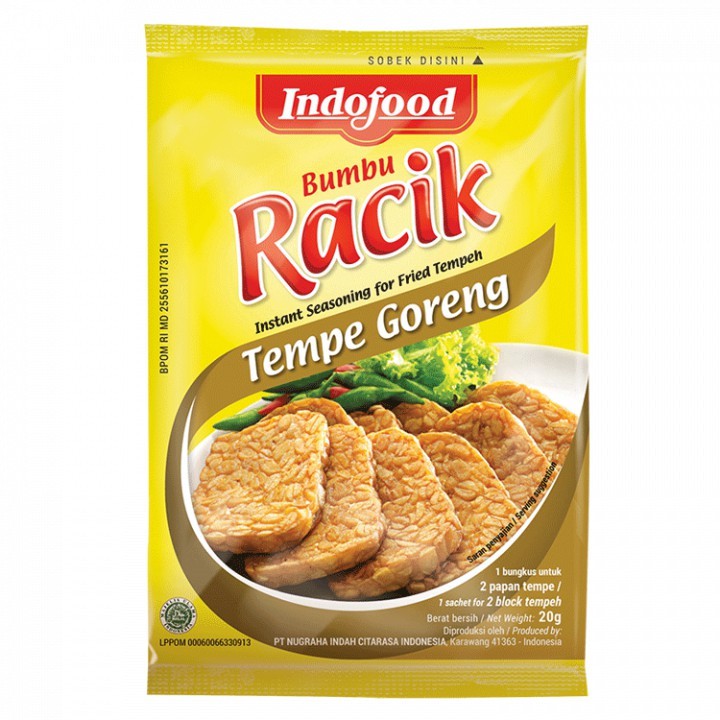 SOBEK DISINI ▲
Indofood
Bumbu
Racik
Instant Seasoning for Fried Tempeh
Tempe Goreng
BPOM RI MD 255610173161
Saran penyajian / Serving suggestion
1 bungkus untuk
2 papan tempe /
1 sachet for 2 block tempeh
Berat bersih / Net Weight: 20g
Diproduksi oleh / Produced by:
PT NUGRAHA INDAH CITARASA INDONESIA, Karawang 41363 - Indonesia
LPPOM 00060066330913